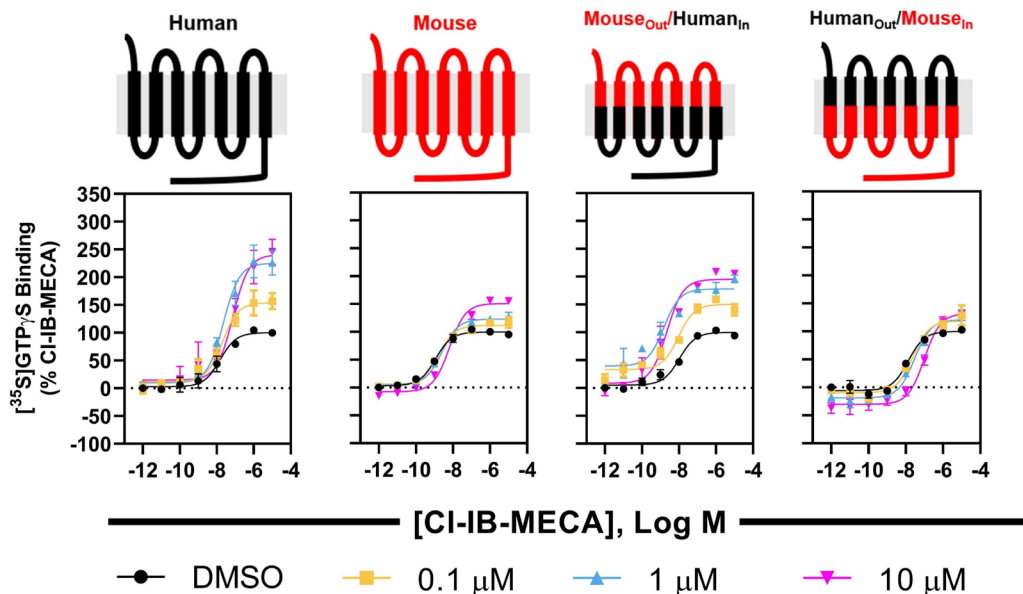 Human
Mouse
MouseOut/HumanIn
HumanOut/MouseIn
[³⁵S]GTPγS Binding
(% Cl-IB-MECA)
350
300
250
200
150
100
50
0
-50
-100
-12 -10 -8 -6 -4
-12 -10 -8 -6 -4
-12 -10 -8 -6 -4
-12 -10 -8 -6 -4
[Cl-IB-MECA], Log M
DMSO
0.1 μM
1 μM
10 μM